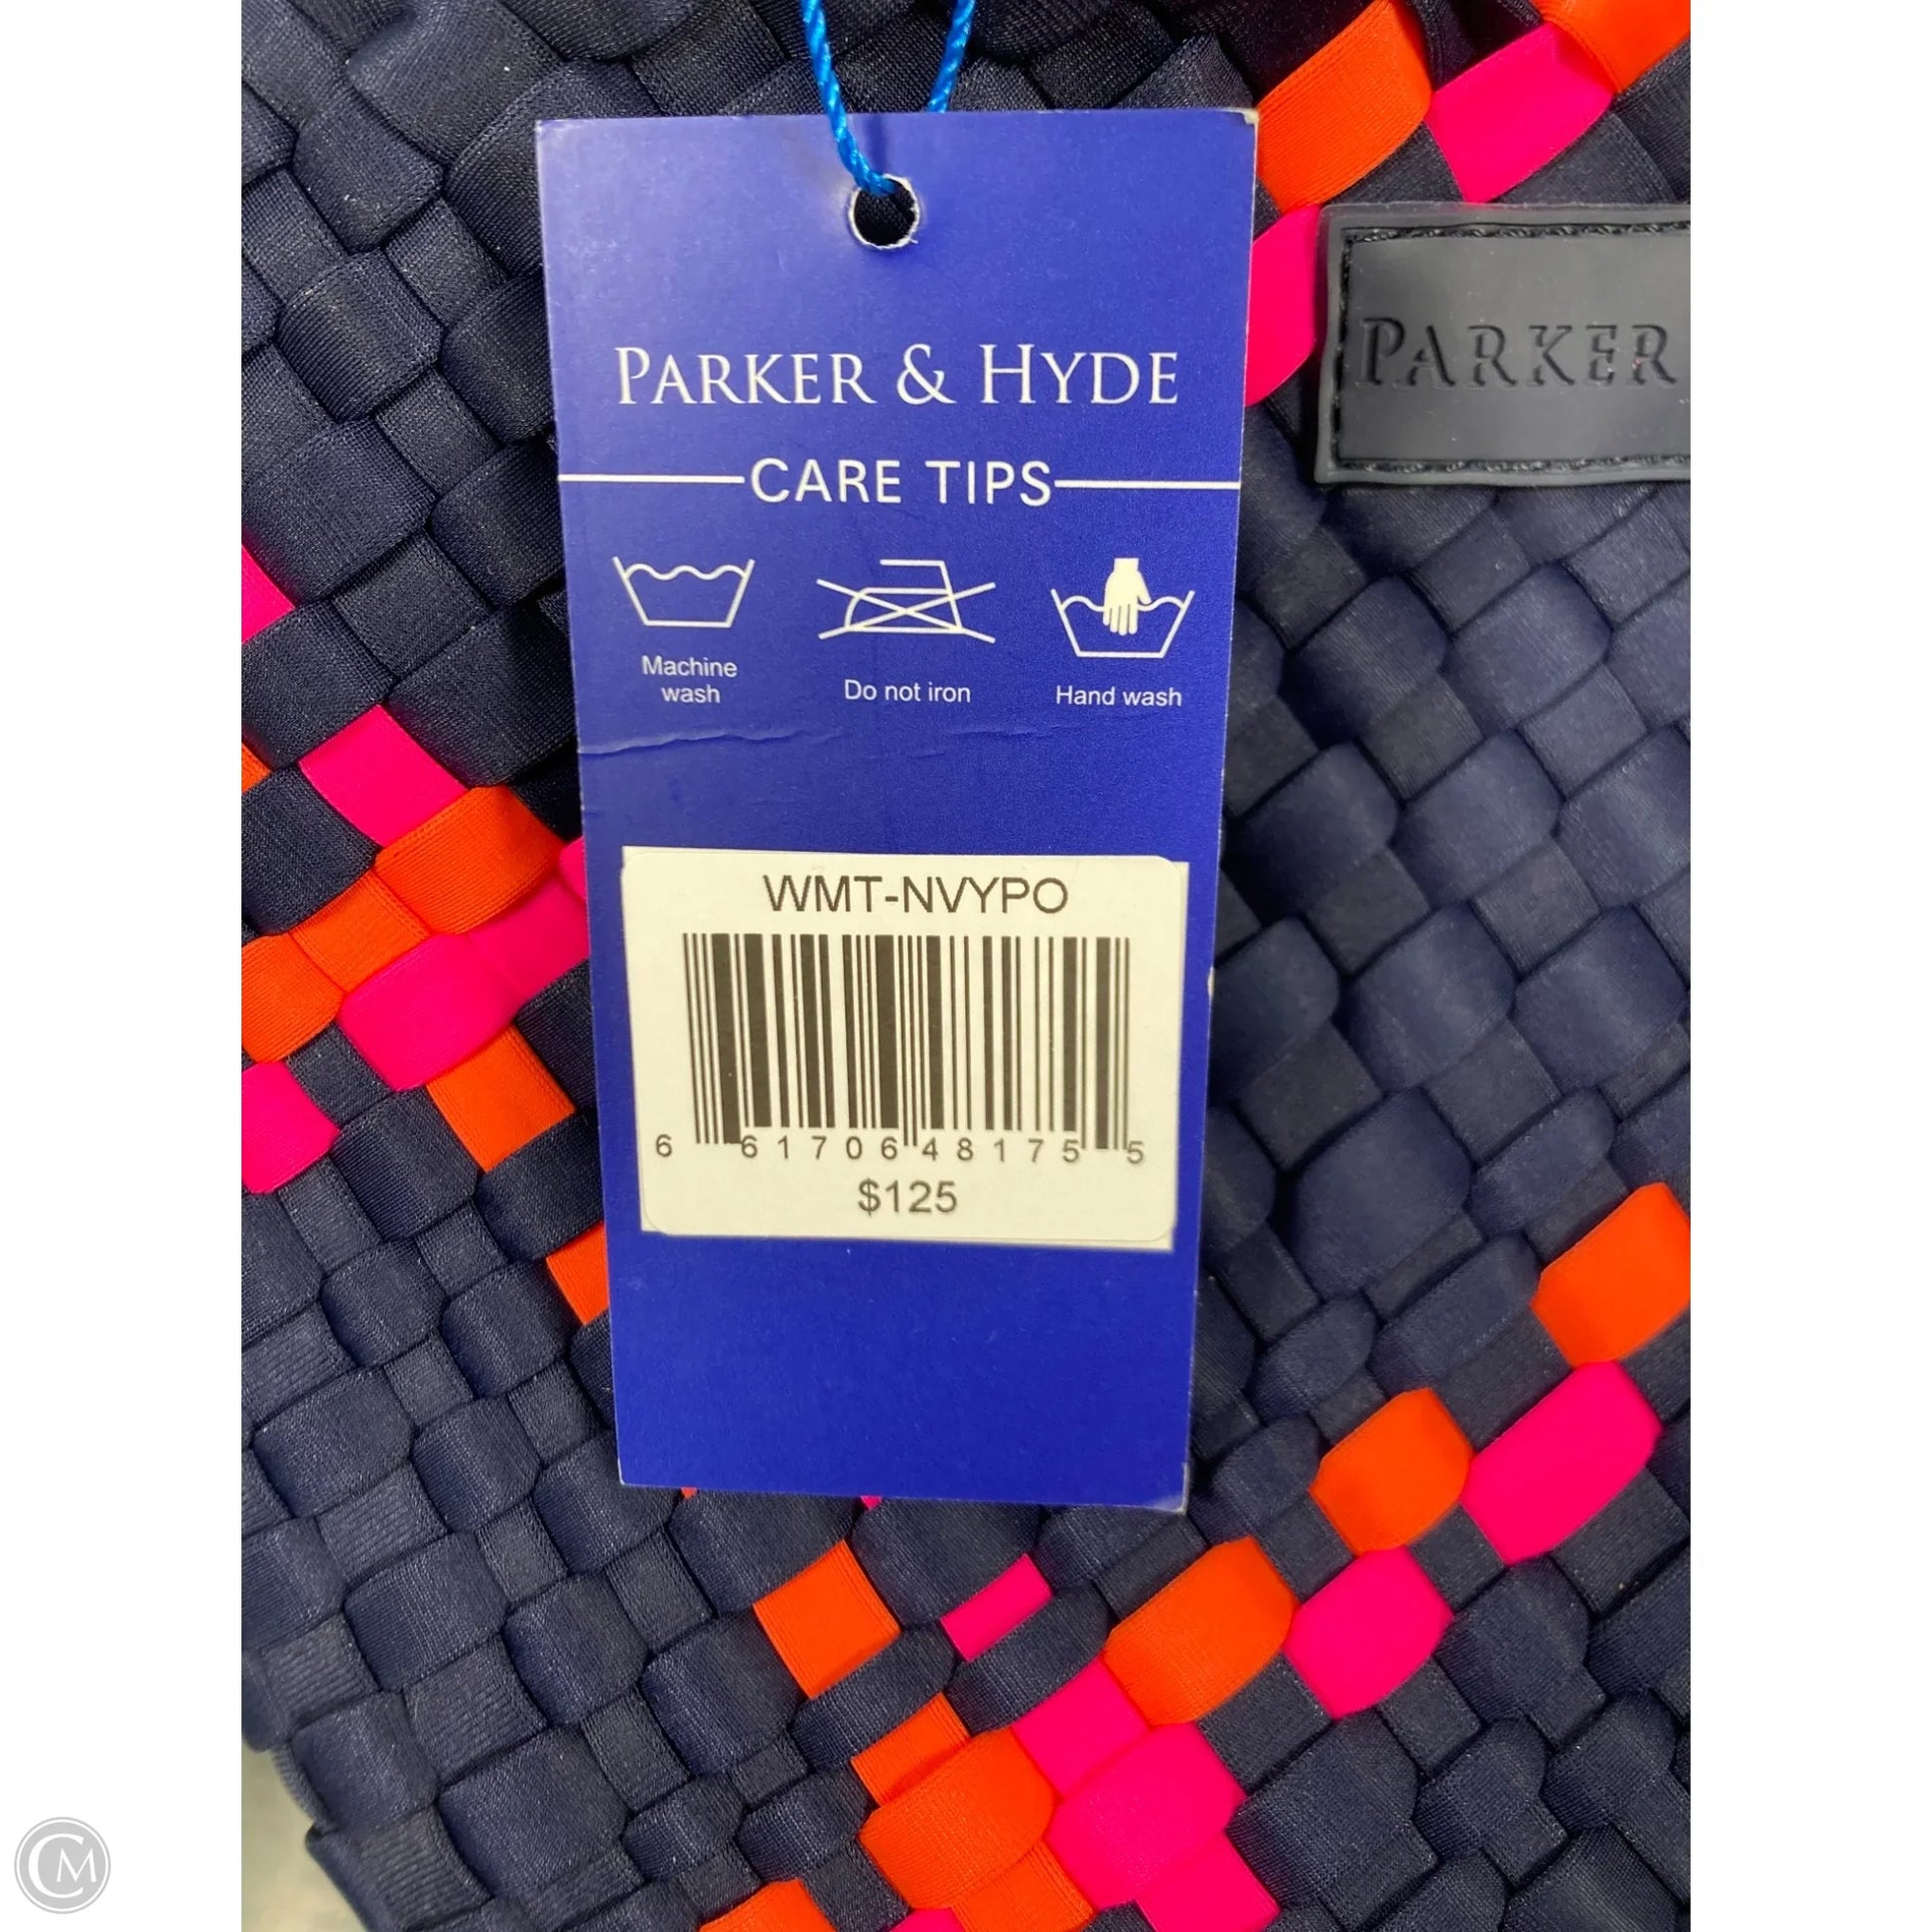 PARKER & HYDE
PARKER
CARE TIPS
Machine
wash
Do not iron
Hand wash
WMT-NVYPO
6 61706 48175 5
$125
CM